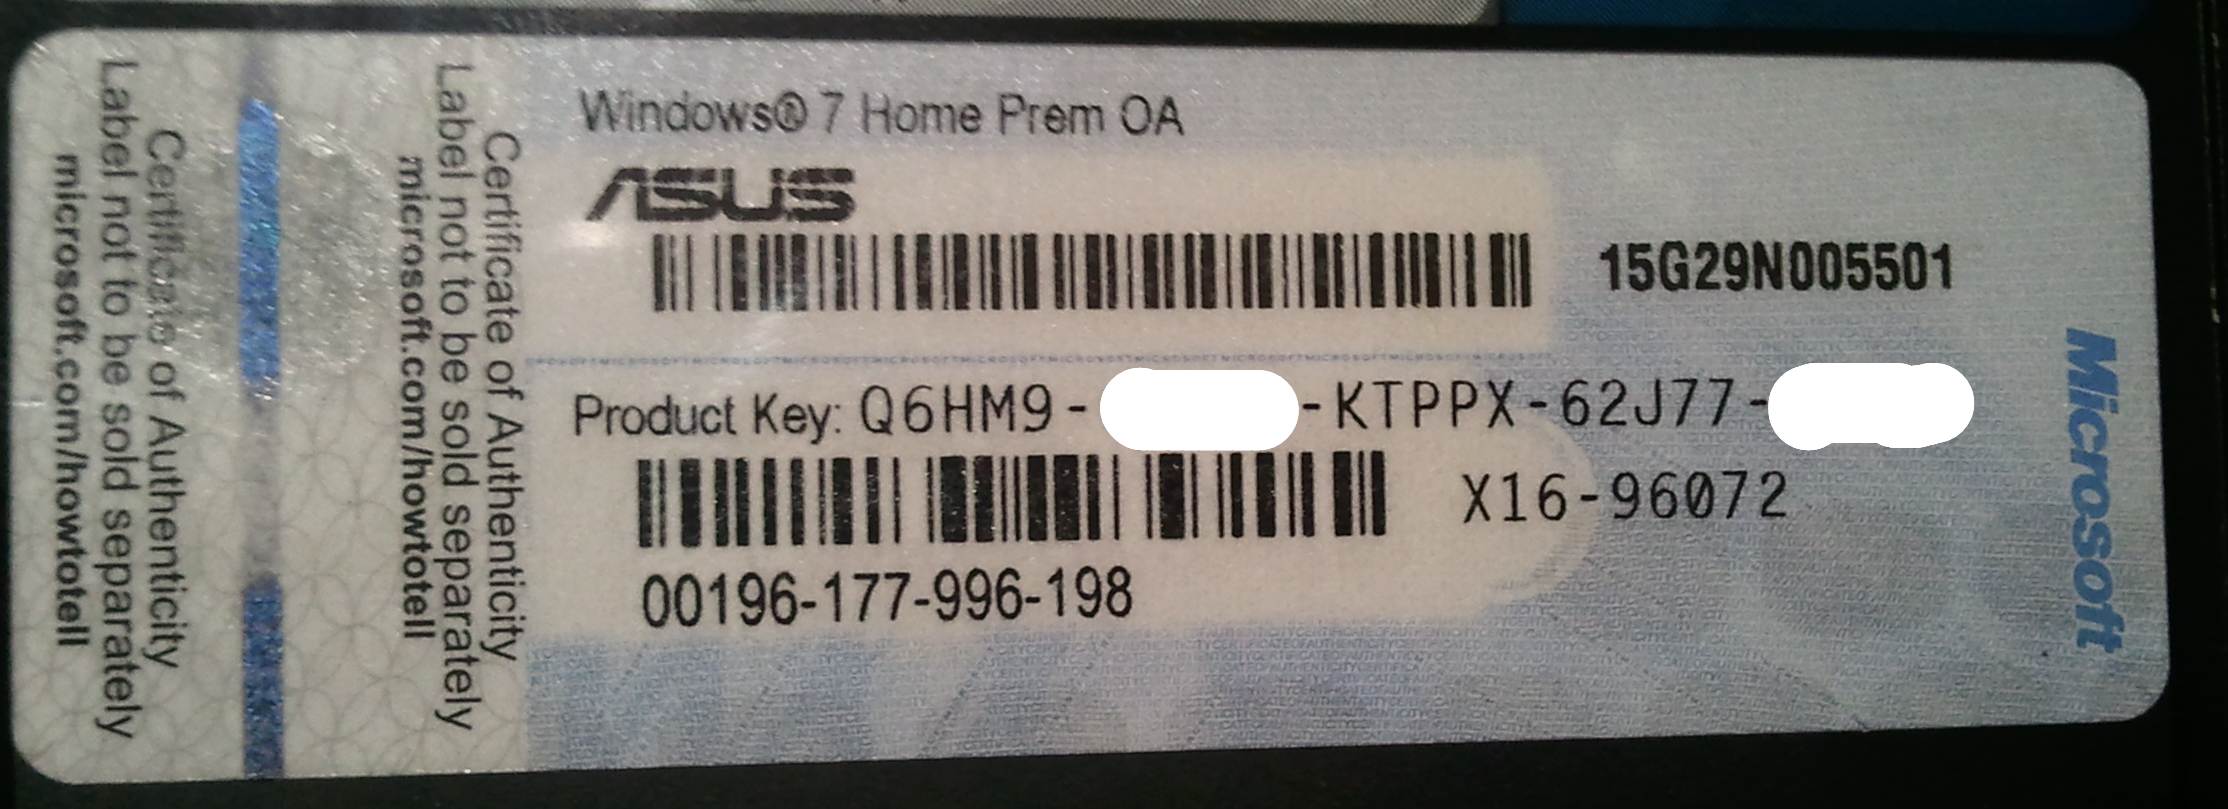 Certificate of Authenticity
Label not to be sold separately
microsoft.com/howtotell
Certificate of Authenticity
Label not to be sold separately
microsoft.com/howtotell
Windows® 7 Home Prem OA
ASUS
15G29N005501
Product Key: Q6HM9- -KTPPX-62J77-
X16-96072
00196-177-996-198
Microsoft